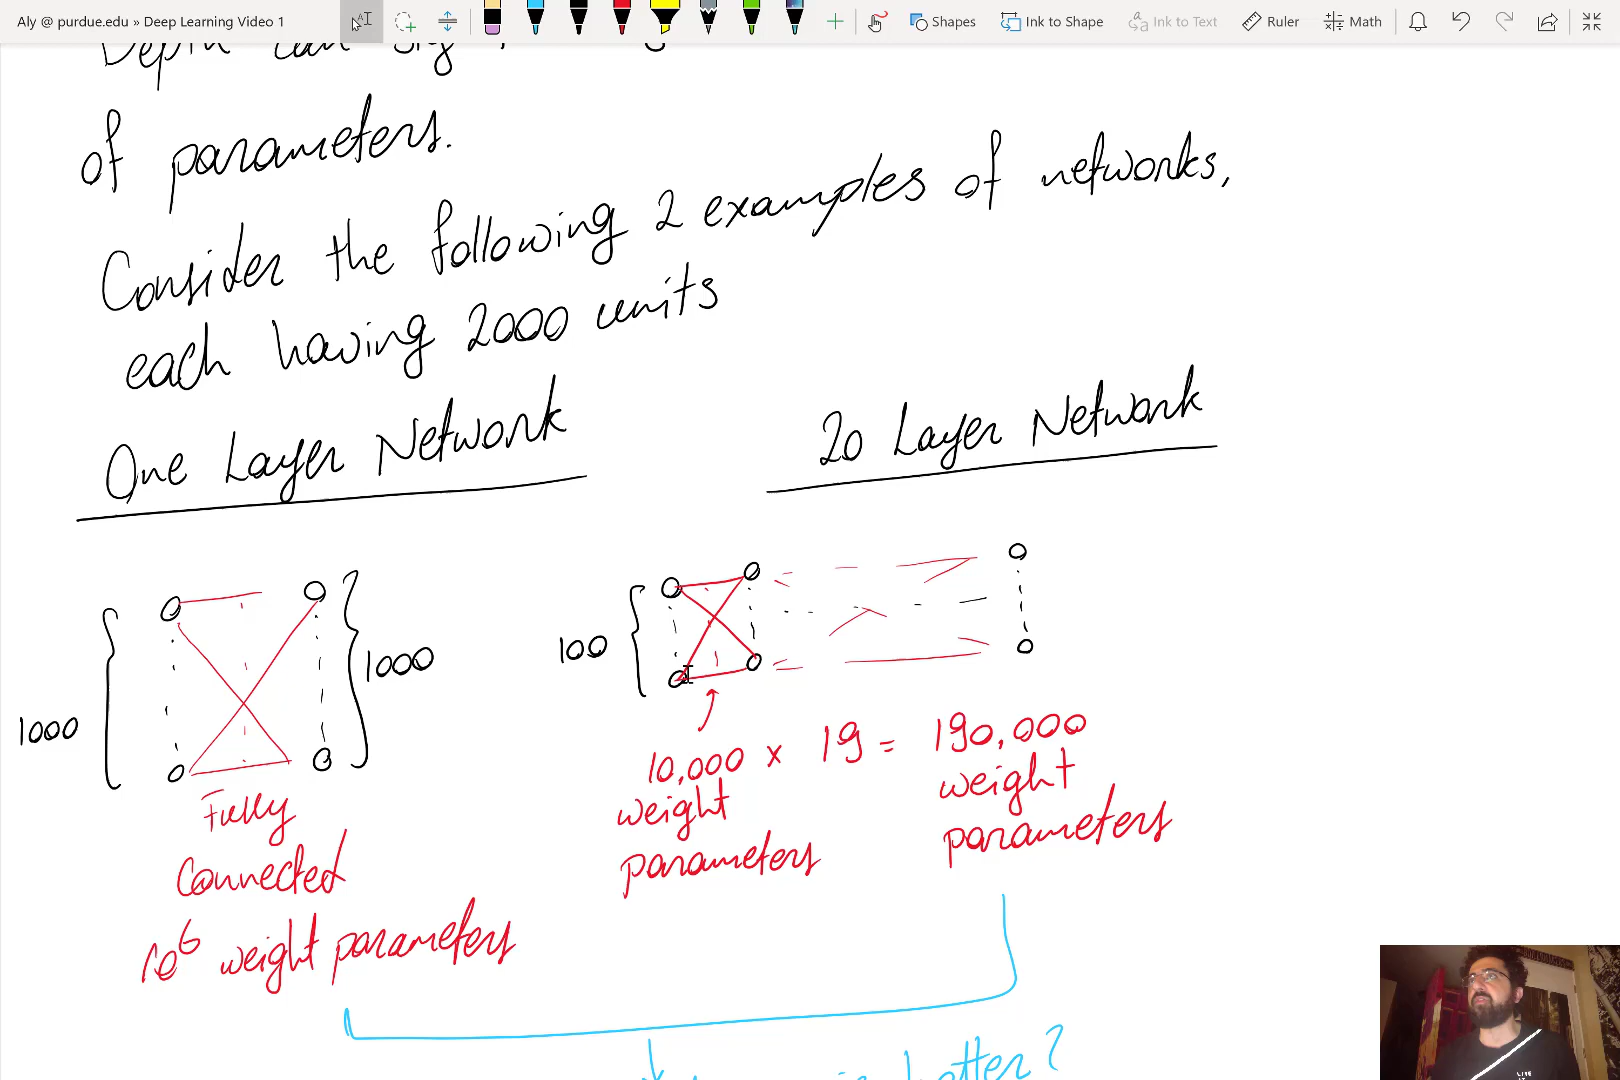 Aly @ purdue.edu » Deep Learning Video 1
Shapes
Ink to Shape
Ink to Text
Ruler
Math
Depth can
of parameters.
Consider the following 2 examples of networks,
each having 2000 units
One Layer Network
20 Layer Network
1000
1000
100
Fully
Connected
10⁶ weight parameters
10,000 x 19 = 190,000
weight
parameters
weight
parameters
better?